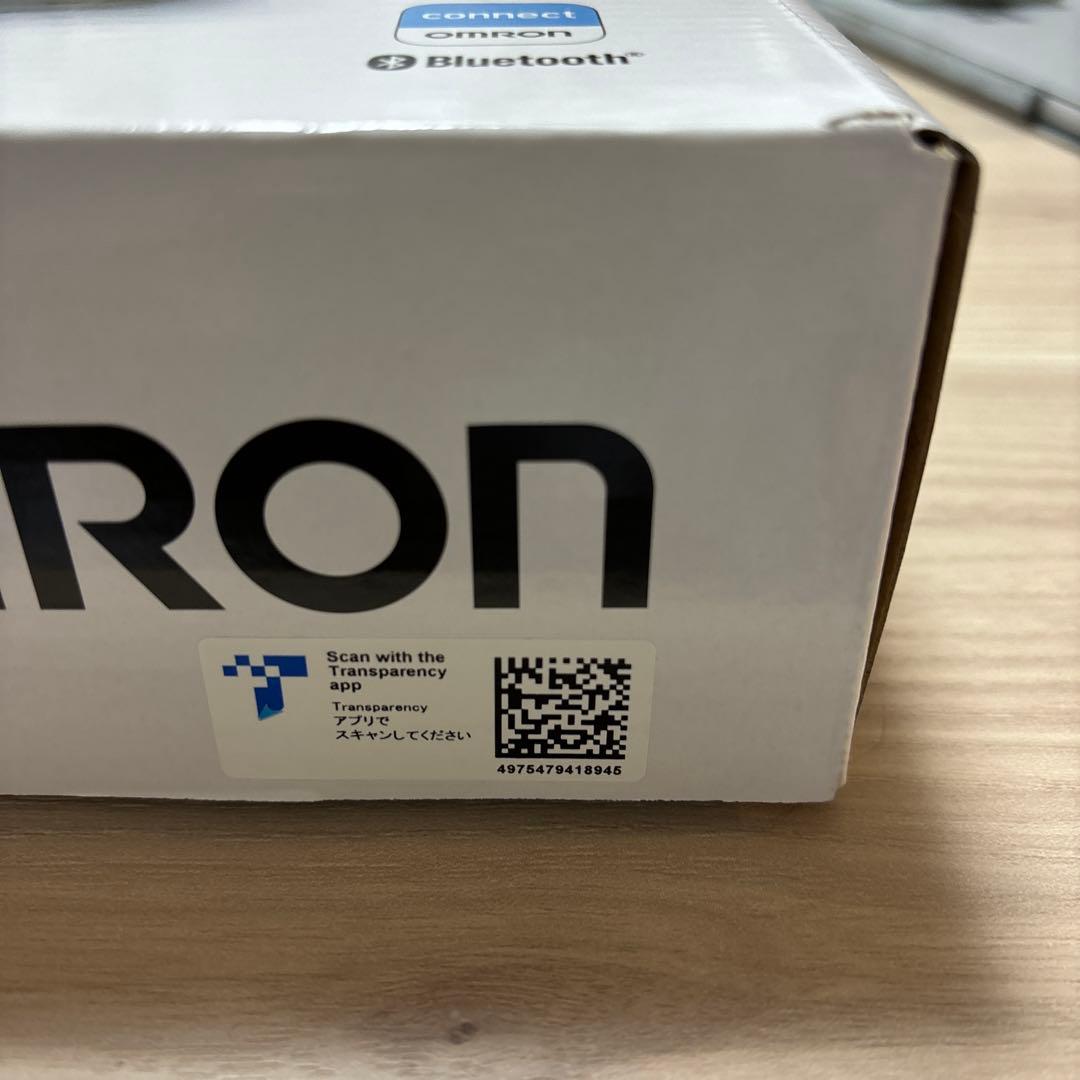 connect
OMRON
Bluetooth®
MRON
Scan with the
Transparency
app
Transparency
アプリで
スキャンしてください
4975479418945